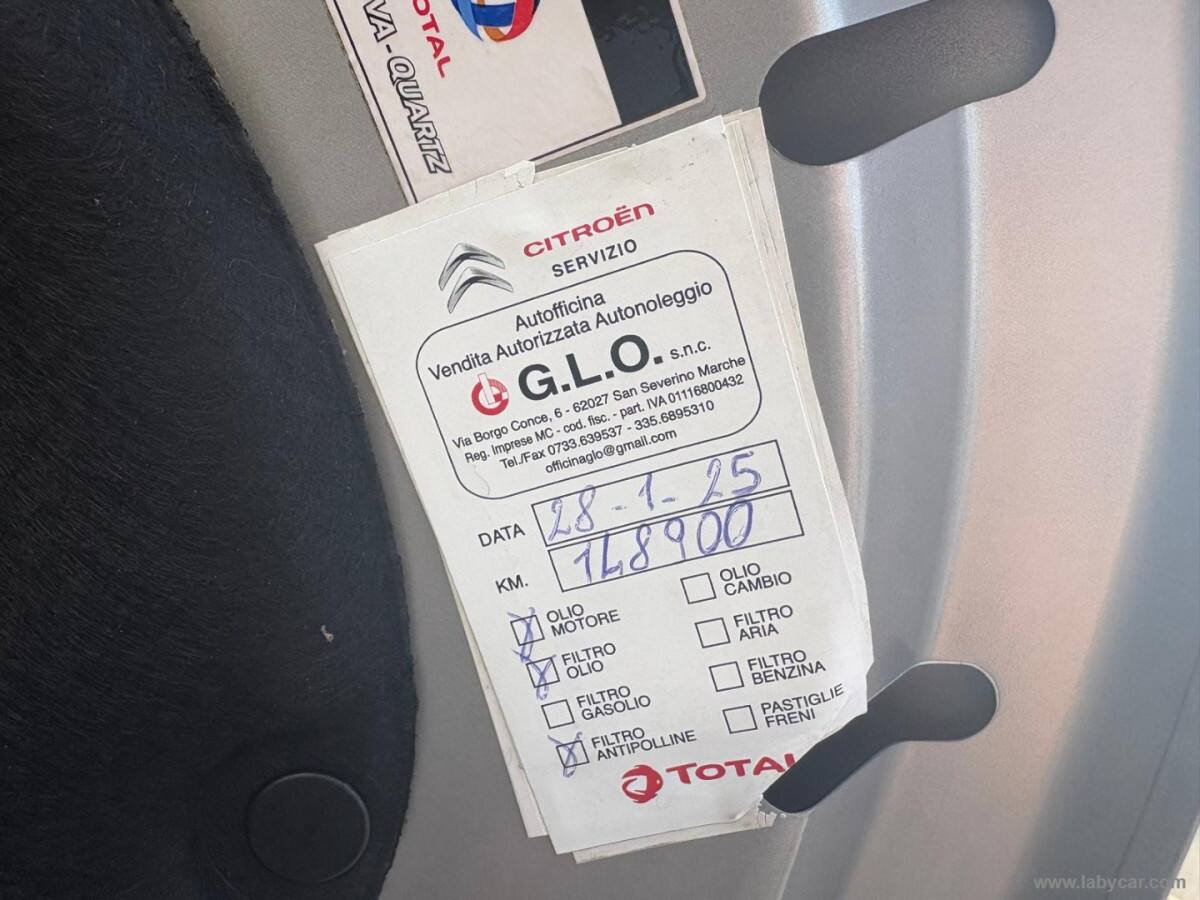 TOTAL
VA - QUARTZ
CITROËN
SERVIZIO
Autofficina
Vendita Autorizzata Autonoleggio
G.L.O. s.n.c.
Via Borgo Conce, 6 - 62027 San Severino Marche
Reg. Imprese MC - cod. fisc. - part. IVA 01116800432
Tel./Fax 0733.639537 - 335.6895310
officinaglo@gmail.com
DATA 28-1-25
KM. 148900
OLIO MOTORE
OLIO CAMBIO
FILTRO OLIO
FILTRO ARIA
FILTRO GASOLIO
FILTRO BENZINA
FILTRO ANTIPOLLINE
PASTIGLIE FRENI
TOTAL
www.labycar.com